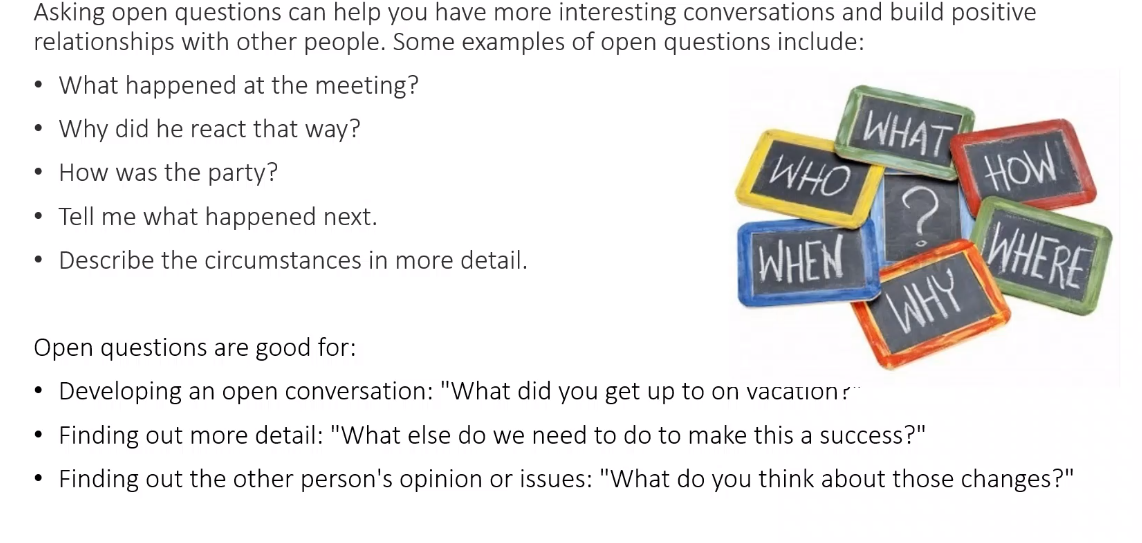 Asking open questions can help you have more interesting conversations and build positive
relationships with other people. Some examples of open questions include:
• What happened at the meeting?
• Why did he react that way?
• How was the party?
• Tell me what happened next.
• Describe the circumstances in more detail.
WHAT
WHO
HOW
?
WHEN
WHERE
WHY
Open questions are good for:
• Developing an open conversation: "What did you get up to on vacation?"
• Finding out more detail: "What else do we need to do to make this a success?"
• Finding out the other person's opinion or issues: "What do you think about those changes?"